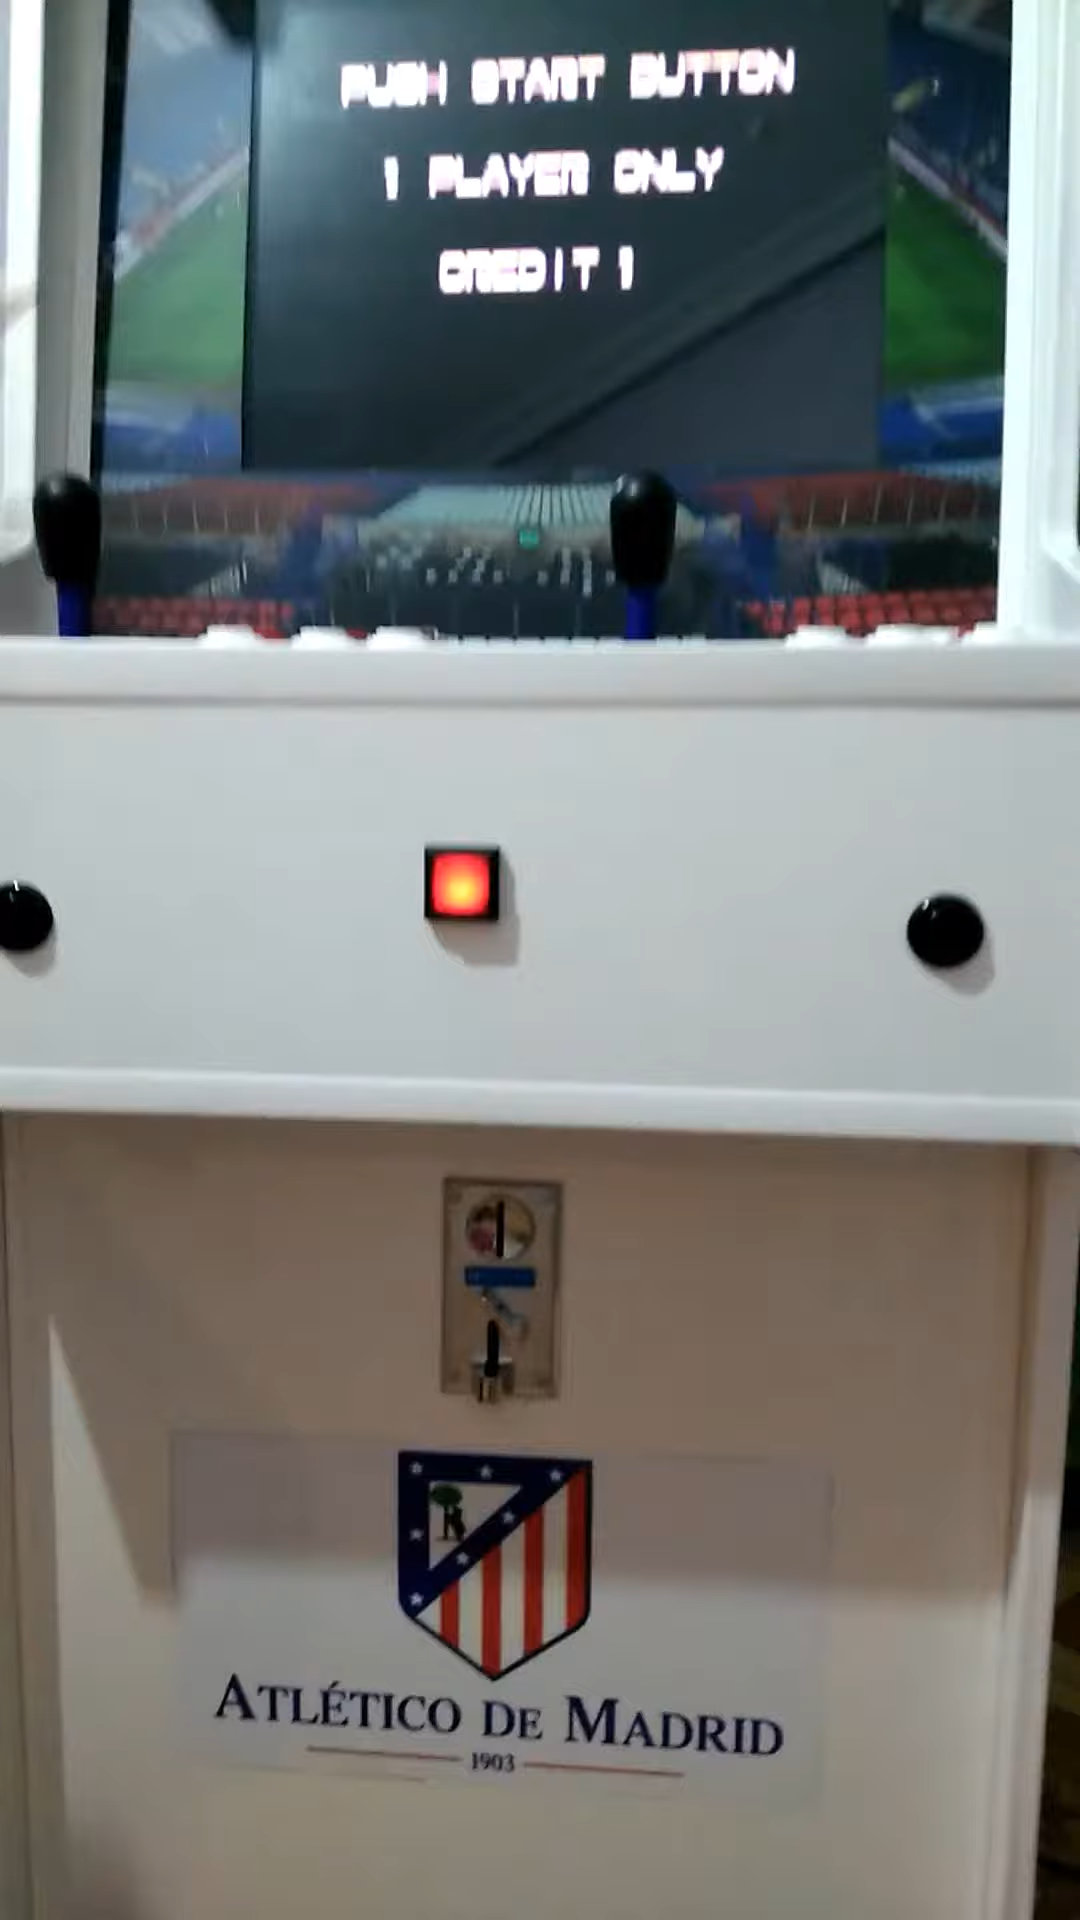 PUSH START BUTTON
1 PLAYER ONLY
CREDIT 1
ATLÉTICO DE MADRID
1903